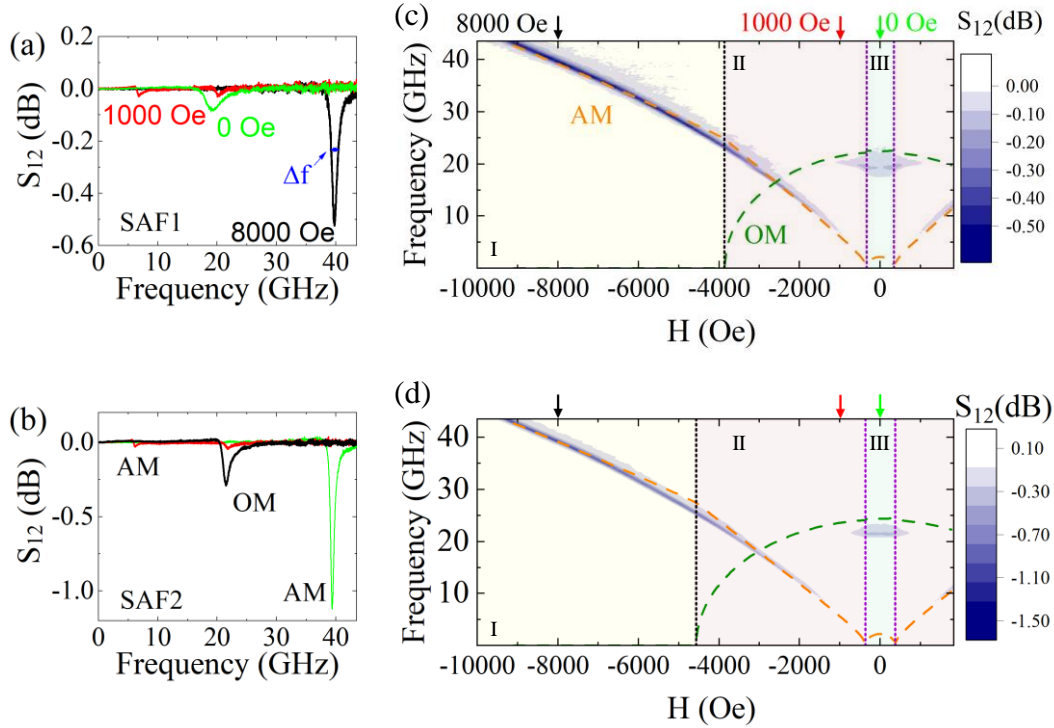 (a)
0.2
0.0
-0.2
-0.4
-0.6
S12 (dB)
1000 Oe
0 Oe
Δf
8000 Oe
SAF1
0 10 20 30 40
Frequency (GHz)
(b)
0.0
-0.5
-1.0
S12 (dB)
AM
OM
AM
SAF2
0 10 20 30 40
Frequency (GHz)
(c)
8000 Oe
1000 Oe
0 Oe
S12(dB)
40
30
20
10
Frequency (GHz)
AM
OM
I
II
III
-10000 -8000 -6000 -4000 -2000 0
H (Oe)
0.00
-0.10
-0.20
-0.30
-0.40
-0.50
(d)
S12(dB)
40
30
20
10
Frequency (GHz)
I
II
III
-10000 -8000 -6000 -4000 -2000 0
H (Oe)
0.10
-0.30
-0.70
-1.10
-1.50